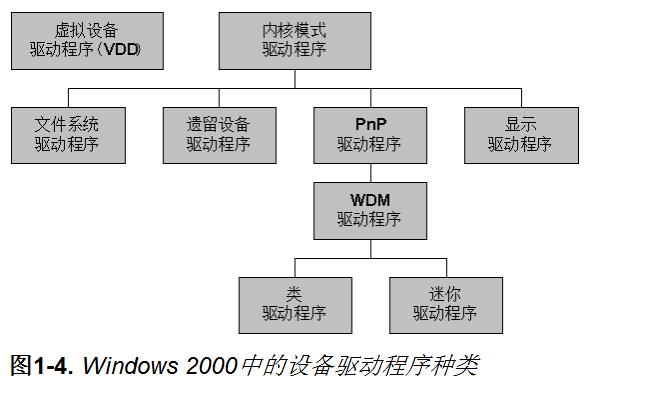 虚拟设备
驱动程序(VDD)
内核模式
驱动程序
文件系统
驱动程序
遗留设备
驱动程序
PnP
驱动程序
显示
驱动程序
WDM
驱动程序
类
驱动程序
迷你
驱动程序
图1-4. Windows 2000中的设备驱动程序种类